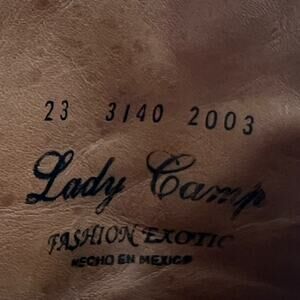 23 3140 2003
Lady Camp
FASHION EXOTIC
HECHO EN MEXICO